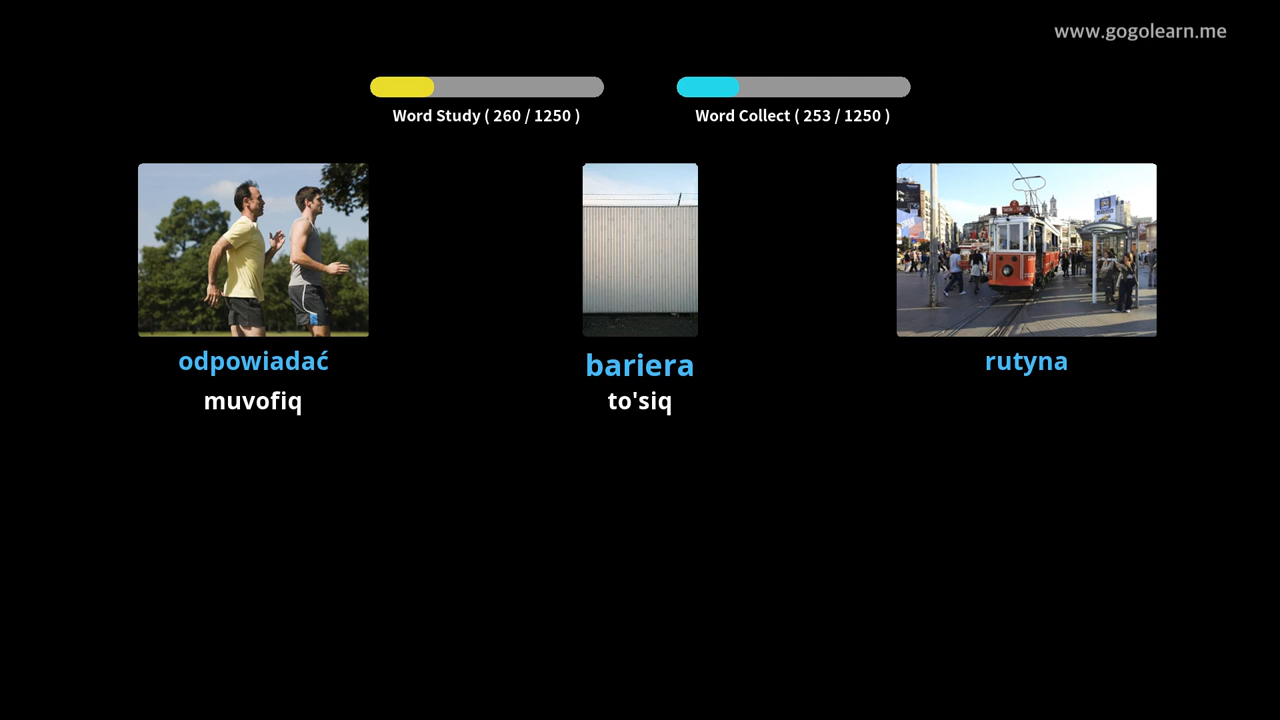 www.gogolearn.me
Word Study ( 260 / 1250 )
Word Collect ( 253 / 1250 )
odpowiadać
bariera
rutyna
muvofiq
to'siq